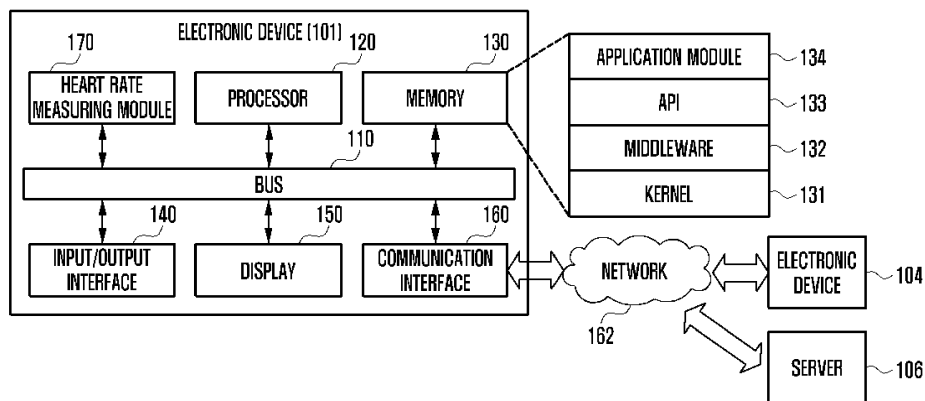 ELECTRONIC DEVICE (101)
170
120
130
HEART RATE
MEASURING MODULE
PROCESSOR
MEMORY
APPLICATION MODULE
134
API
133
MIDDLEWARE
132
KERNEL
131
110
BUS
140
150
160
INPUT/OUTPUT
INTERFACE
DISPLAY
COMMUNICATION
INTERFACE
NETWORK
162
ELECTRONIC
DEVICE
104
SERVER
106